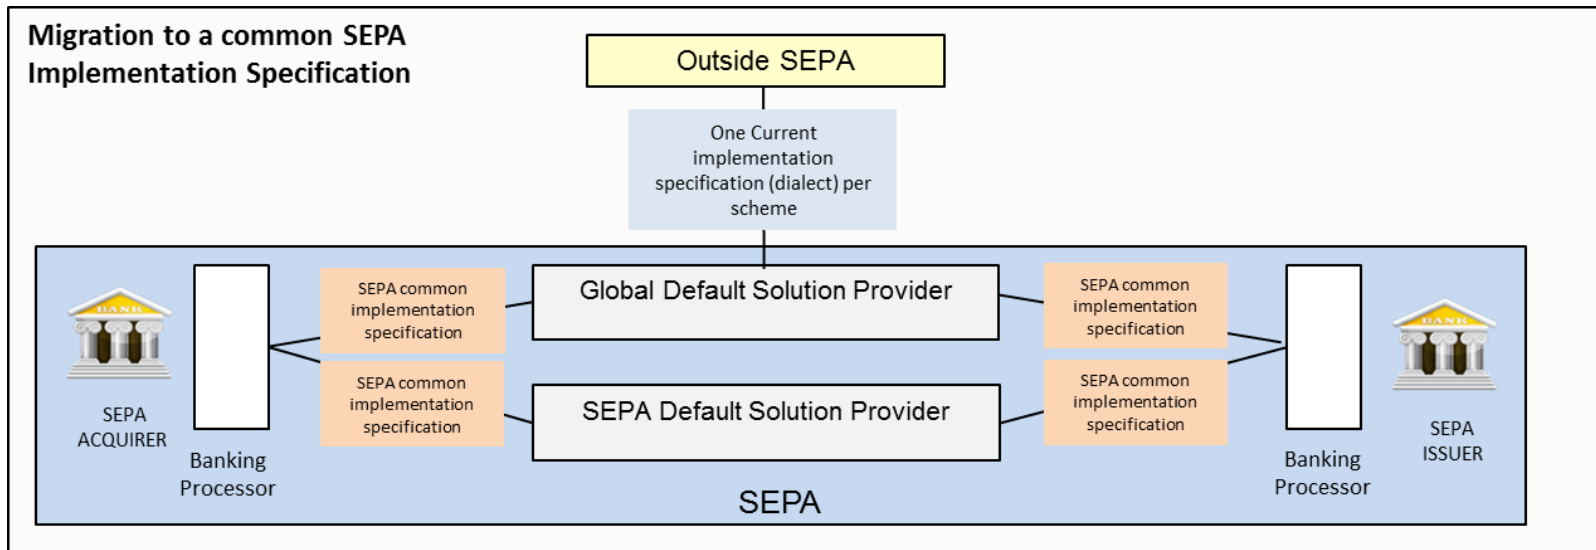 Migration to a common SEPA
Implementation Specification
Outside SEPA
One Current
implementation
specification (dialect) per
scheme
SEPA common
implementation
specification
Global Default Solution Provider
SEPA common
implementation
specification
BANK
BANK
SEPA common
implementation
specification
SEPA Default Solution Provider
SEPA common
implementation
specification
SEPA
ACQUIRER
Banking
Processor
SEPA
ISSUER
Banking
Processor
SEPA